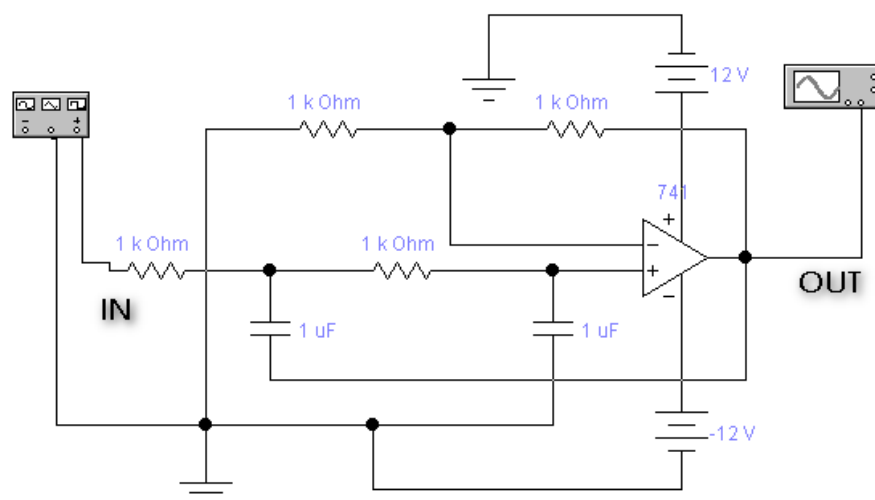 12 V
1 k Ohm
1 k Ohm
741
+
1 k Ohm
1 k Ohm
−
+
IN
OUT
−
1 uF
1 uF
-12 V